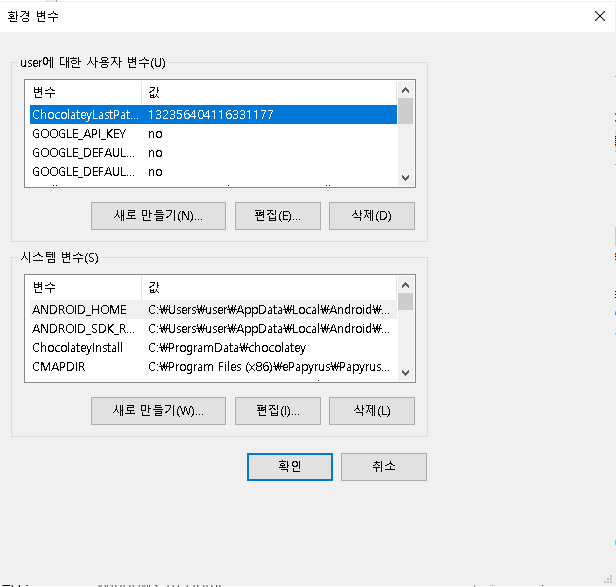 환경 변수
user에 대한 사용자 변수(U)
변수 값
ChocolateyLastPat... 132356404116331177
GOOGLE_API_KEY no
GOOGLE_DEFAUL... no
GOOGLE_DEFAUL... no
새로 만들기(N)... 편집(E)... 삭제(D)
시스템 변수(S)
변수 값
ANDROID_HOME C:₩Users₩user₩AppData₩Local₩Android₩...
ANDROID_SDK_R... C:₩Users₩user₩AppData₩Local₩Android₩...
ChocolateyInstall C:₩ProgramData₩chocolatey
CMAPDIR C:₩Program Files (x86)₩ePapyrus₩Papyrus...
새로 만들기(W)... 편집(I)... 삭제(L)
확인 취소